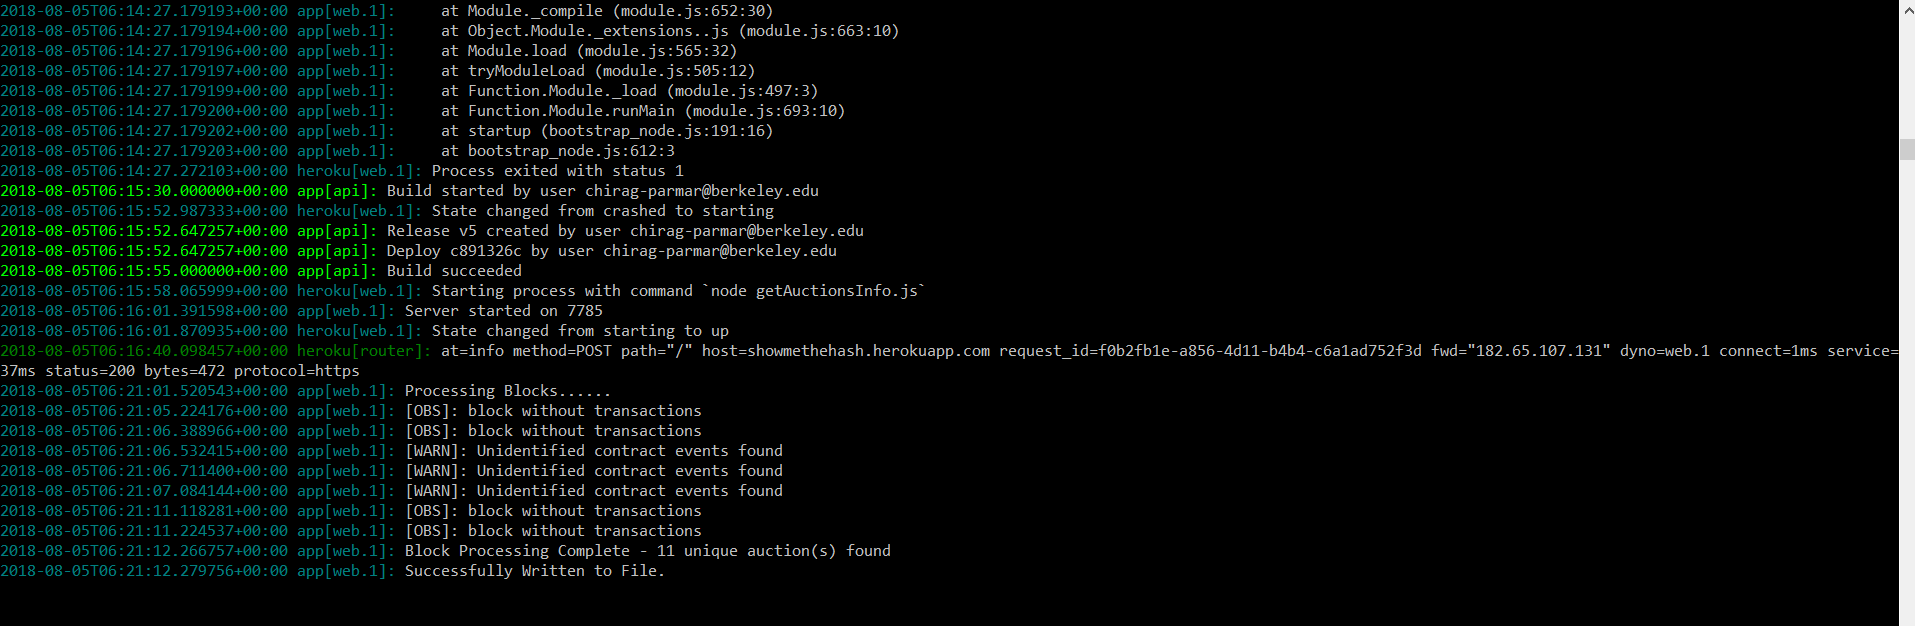 2018-08-05T06:14:27.179193+00:00 app[web.1]:     at Module._compile (module.js:652:30)
2018-08-05T06:14:27.179194+00:00 app[web.1]:     at Object.Module._extensions..js (module.js:663:10)
2018-08-05T06:14:27.179196+00:00 app[web.1]:     at Module.load (module.js:565:32)
2018-08-05T06:14:27.179197+00:00 app[web.1]:     at tryModuleLoad (module.js:505:12)
2018-08-05T06:14:27.179199+00:00 app[web.1]:     at Function.Module._load (module.js:497:3)
2018-08-05T06:14:27.179200+00:00 app[web.1]:     at Function.Module.runMain (module.js:693:10)
2018-08-05T06:14:27.179202+00:00 app[web.1]:     at startup (bootstrap_node.js:191:16)
2018-08-05T06:14:27.179203+00:00 app[web.1]:     at bootstrap_node.js:612:3
2018-08-05T06:14:27.272103+00:00 heroku[web.1]: Process exited with status 1
2018-08-05T06:15:30.000000+00:00 app[api]: Build started by user chirag-parmar@berkeley.edu
2018-08-05T06:15:52.987333+00:00 heroku[web.1]: State changed from crashed to starting
2018-08-05T06:15:52.647257+00:00 app[api]: Release v5 created by user chirag-parmar@berkeley.edu
2018-08-05T06:15:52.647257+00:00 app[api]: Deploy c891326c by user chirag-parmar@berkeley.edu
2018-08-05T06:15:55.000000+00:00 app[api]: Build succeeded
2018-08-05T06:15:58.065999+00:00 heroku[web.1]: Starting process with command `node getAuctionsInfo.js`
2018-08-05T06:16:01.391598+00:00 app[web.1]: Server started on 7785
2018-08-05T06:16:01.870935+00:00 heroku[web.1]: State changed from starting to up
2018-08-05T06:16:40.098457+00:00 heroku[router]: at=info method=POST path="/" host=showmethehash.herokuapp.com request_id=f0b2fb1e-a856-4d11-b4b4-c6a1ad752f3d fwd="182.65.107.131" dyno=web.1 connect=1ms service=
37ms status=200 bytes=472 protocol=https
2018-08-05T06:21:01.520543+00:00 app[web.1]: Processing Blocks......
2018-08-05T06:21:05.224176+00:00 app[web.1]: [OBS]: block without transactions
2018-08-05T06:21:06.388966+00:00 app[web.1]: [OBS]: block without transactions
2018-08-05T06:21:06.532415+00:00 app[web.1]: [WARN]: Unidentified contract events found
2018-08-05T06:21:06.711400+00:00 app[web.1]: [WARN]: Unidentified contract events found
2018-08-05T06:21:07.084144+00:00 app[web.1]: [WARN]: Unidentified contract events found
2018-08-05T06:21:11.118281+00:00 app[web.1]: [OBS]: block without transactions
2018-08-05T06:21:11.224537+00:00 app[web.1]: [OBS]: block without transactions
2018-08-05T06:21:12.266757+00:00 app[web.1]: Block Processing Complete - 11 unique auction(s) found
2018-08-05T06:21:12.279756+00:00 app[web.1]: Successfully Written to File.